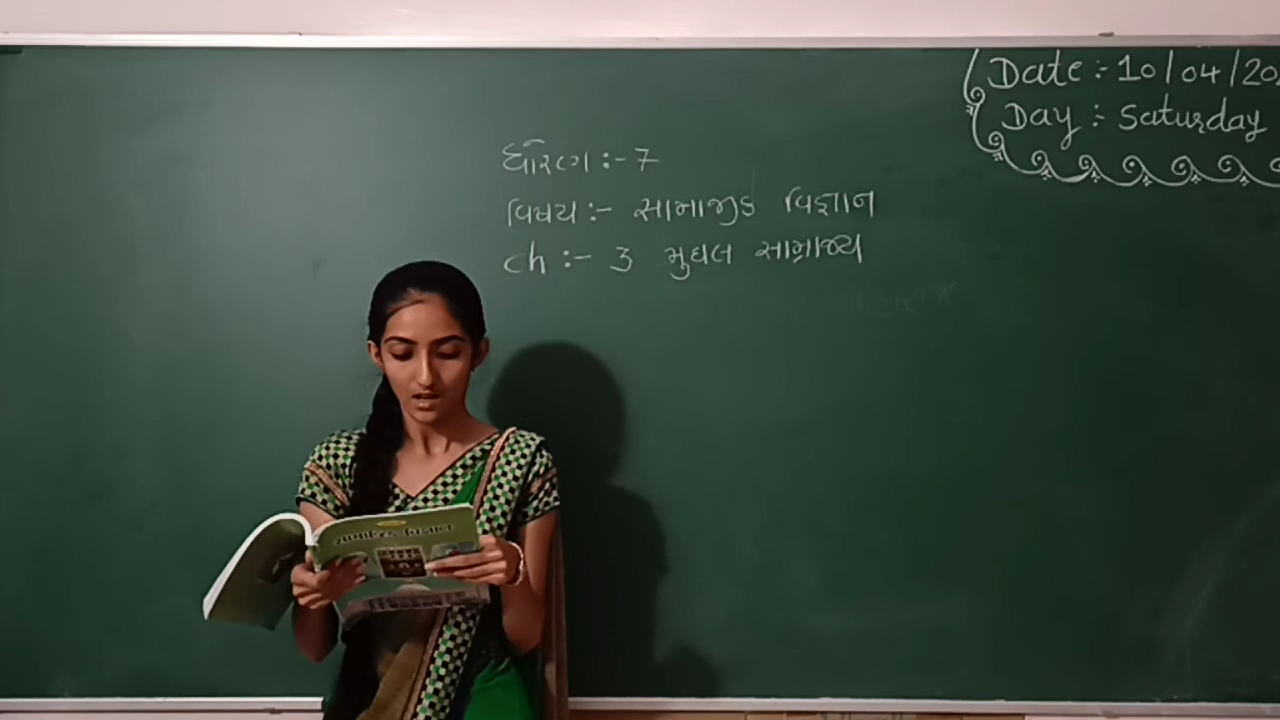 Date :- 10/04/20
Day :- Saturday
ધોરણ :- 7
વિષય :- સામાજીક વિજ્ઞાન
ch :- 3 મુઘલ સામ્રાજ્ય
સામાજિક વિજ્ઞાન